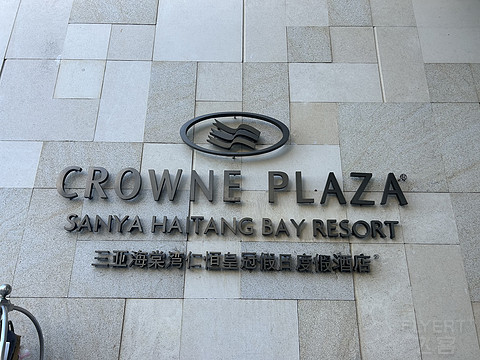 CROWNE PLAZA®
SANYA HAITANG BAY RESORT
三亚海棠湾仁恒皇冠假日度假酒店®
FLYERT